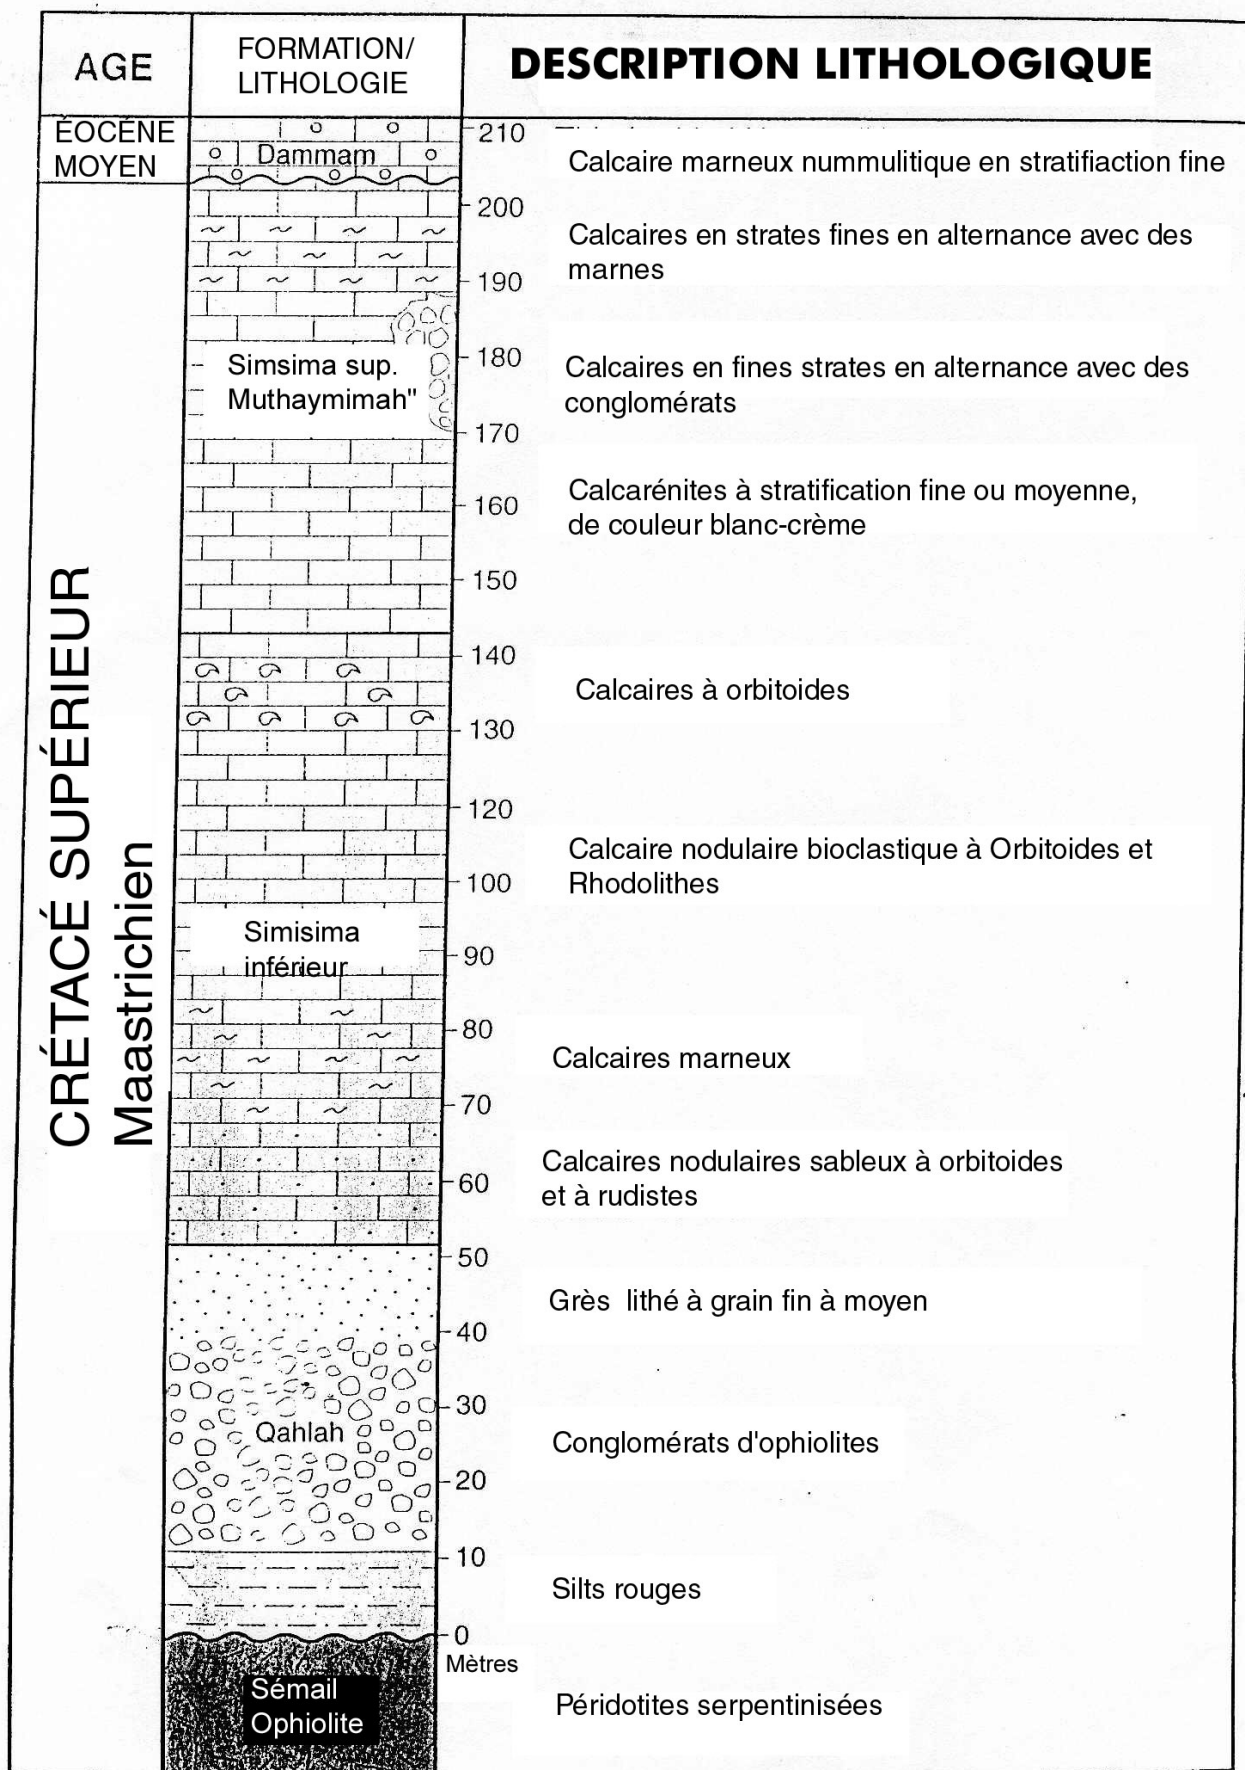 AGE
FORMATION/
LITHOLOGIE
DESCRIPTION LITHOLOGIQUE
ÉOCÈNE
MOYEN
Dammam
210
Calcaire marneux nummulitique en stratifiaction fine
200
Calcaires en strates fines en alternance avec des
marnes
190
Simsima sup.
Muthaymimah"
180
Calcaires en fines strates en alternance avec des
conglomérats
170
160
Calcarénites à stratification fine ou moyenne,
de couleur blanc-crème
150
140
Calcaires à orbitoides
130
120
Calcaire nodulaire bioclastique à Orbitoides et
Rhodolithes
100
CRÉTACÉ SUPÉRIEUR
Maastrichien
Simisima
inférieur
90
80
Calcaires marneux
70
Calcaires nodulaires sableux à orbitoides
et à rudistes
60
50
Grès lithé à grain fin à moyen
40
30
Qahlah
Conglomérats d'ophiolites
20
10
Silts rouges
0
Mètres
Sémail
Ophiolite
Péridotites serpentinisées